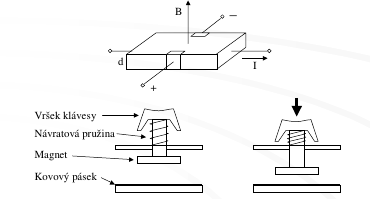 B
−
d
I
+
Vršek klávesy
Návratová pružina
Magnet
Kovový pásek